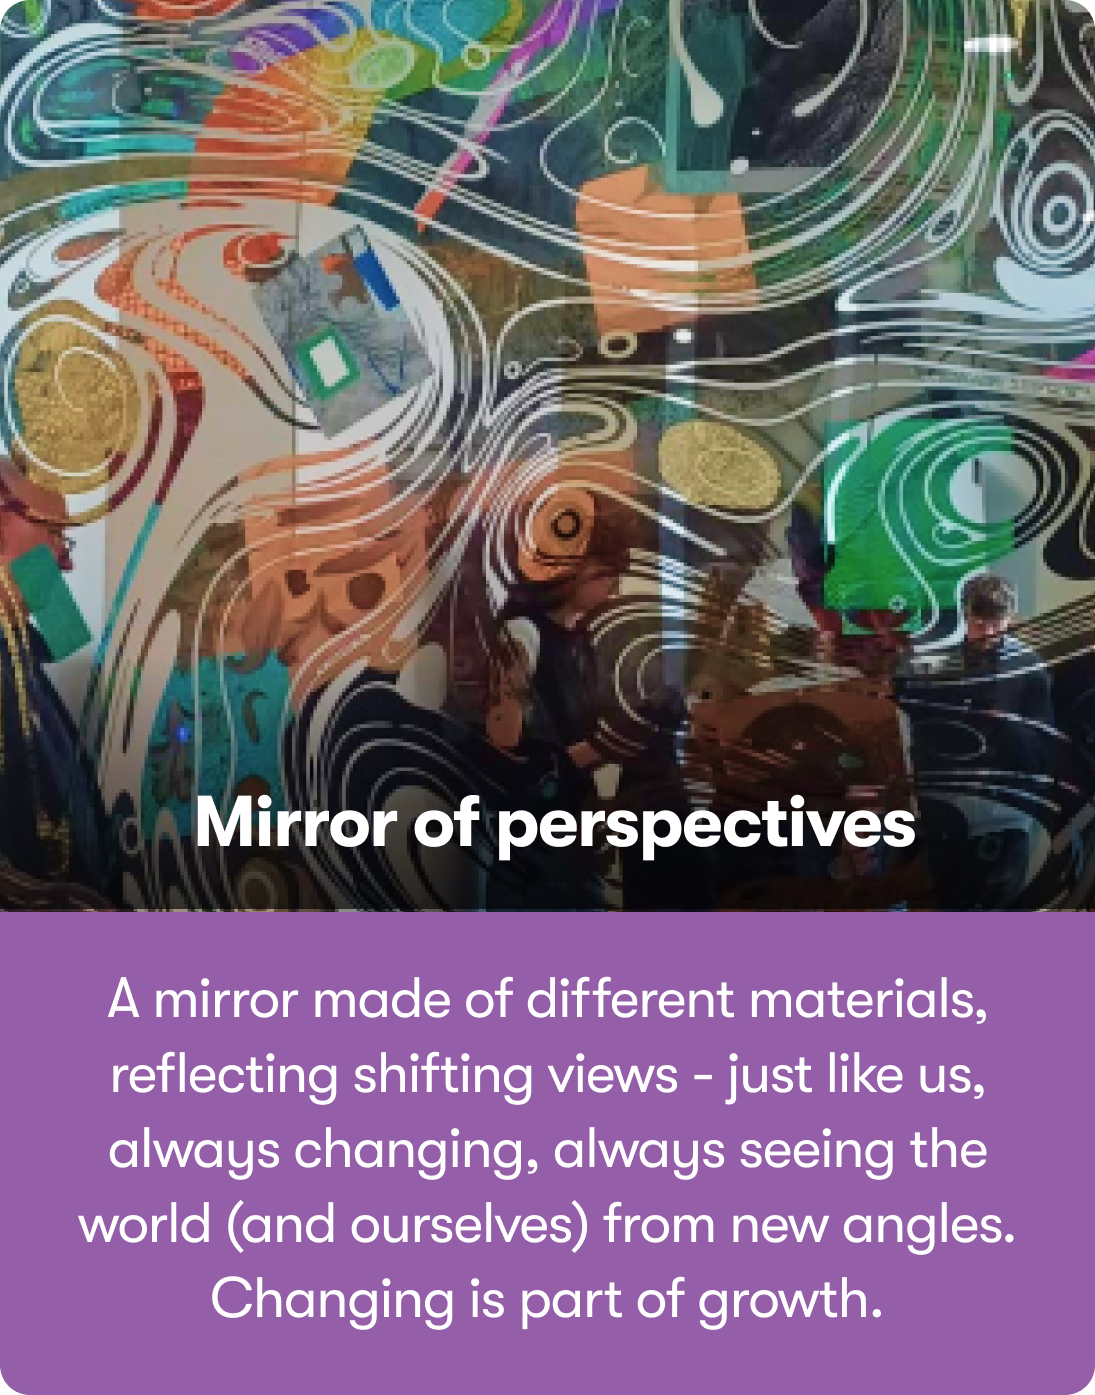 Mirror of perspectives
A mirror made of different materials,
reflecting shifting views - just like us,
always changing, always seeing the
world (and ourselves) from new angles.
Changing is part of growth.